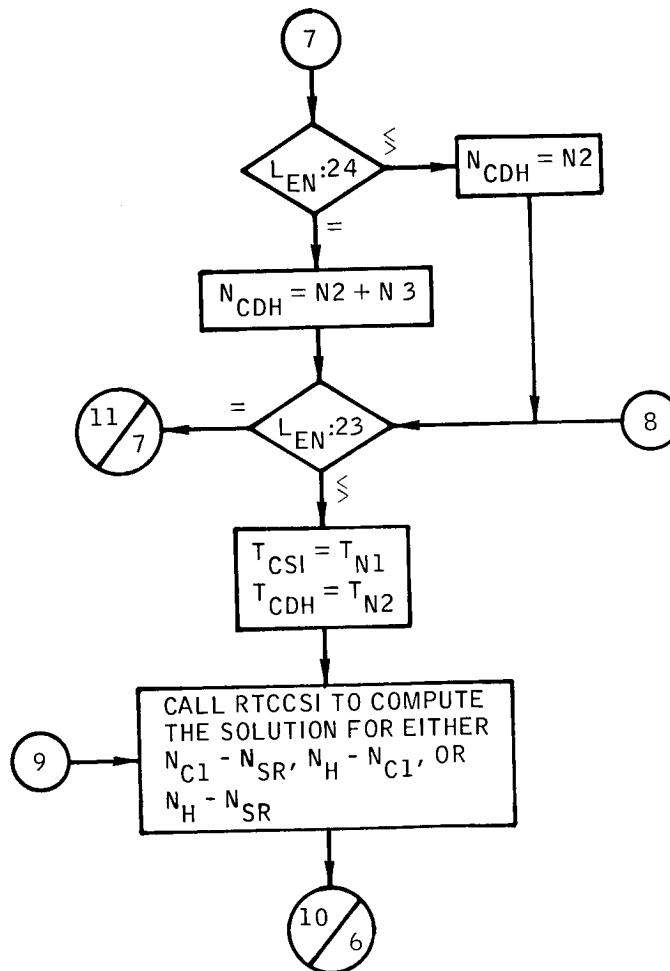 7
L_EN:24
≶
N_CDH = N2
=
N_CDH = N2 + N3
11
7
=
L_EN:23
8
≶
T_CSI = T_N1
T_CDH = T_N2
CALL RTCCSI TO COMPUTE
THE SOLUTION FOR EITHER
9
N_C1 - N_SR, N_H - N_C1, OR
N_H - N_SR
10
6